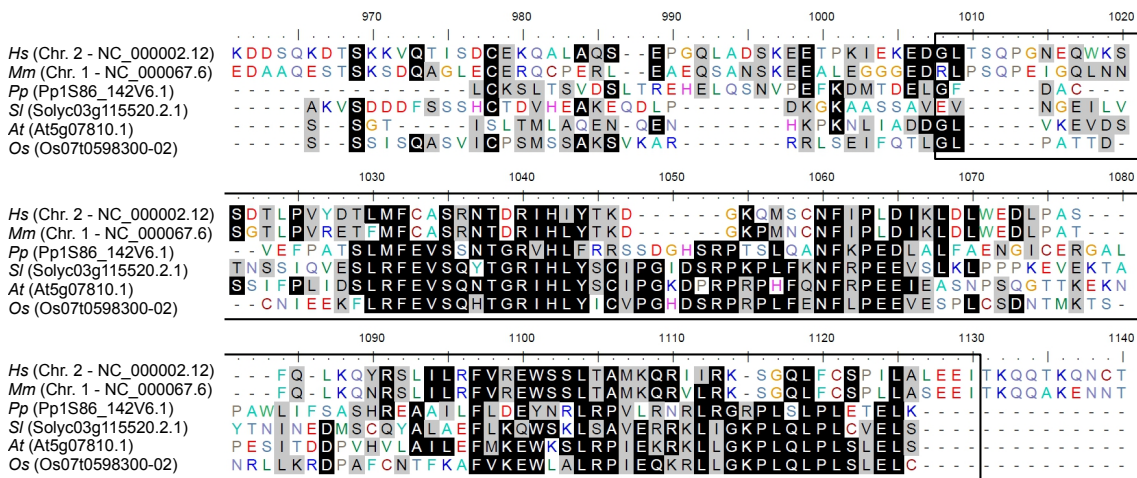 970 980 990 1000 1010 1020
Hs (Chr. 2 - NC_000002.12) KDDSQKDTSKKVQTISDCEKQALAQS--EPGQLADSKEETPKIEKEDGLTSQPGNEQWKS
Mm (Chr. 1 - NC_000067.6) EDAAQESTSKSDQAGLECERQCPERL--EAEQSANSKEEALEGGGEDRLPSQPEIGQLNN
Pp (Pp1S86_142V6.1) ----------------LCKSLTSVDSLTREHELQSNVPEFKDMTDELGF-----DAC---
Sl (Solyc03g115520.2.1) -----AKVSDDDFSSSHCTDVHEAKEQDLP-------DKGKAASSAVEV-----NGEILV
At (At5g07810.1) -----S--SGT-----ISLTMLAQEN-QEN-------HKPKNLIADDGL-----VKEVDS
Os (Os07t0598300-02) -----S--SSISQASVICPSMSSAKSVKAR-------RRLSEIFQTLGL-----PATTD-
1030 1040 1050 1060 1070 1080
Hs (Chr. 2 - NC_000002.12) SDTLPVYDTLMFCASRNTDRIHIYTKD------GKQMSCNFIPLDIKLDLWEDLPAS---
Mm (Chr. 1 - NC_000067.6) SGTLPVRETFMFCASRNTDRIHLYTKD------GKPMNCNFIPLDIKLDLWEDLPAS---
Pp (Pp1S86_142V6.1) --VEFPATSLMFEVSSNTGRVHLFRRSSDGHSRPTSLQANFKPEDLALFAENGICERGAL
Sl (Solyc03g115520.2.1) TNSSIQVESLRFEVSQYTGRIHLYSCIPGIDSRPKPLFKNFRPEEVSLKLPPPKEVEKTA
At (At5g07810.1) SSIFPLIDSLRFEVSQNTGRIHLYSCIPGKDPRPRPHFQNFRPEEIEASNPSQGTTKEKN
Os (Os07t0598300-02) --CNIEEKFLRFEVSQHTGRIHLYICVPGHDSRPRPLFENFLPEEVESPLCSDNTMKTS-
1090 1100 1110 1120 1130 1140
Hs (Chr. 2 - NC_000002.12) ---FQ-LKQYRSLILRFVREWSSLTAMKQRIIRK-SGQLFCSPILALEEITKQQTKQNCT
Mm (Chr. 1 - NC_000067.6) ---FQ-LKQYRSLILRFVREWSSLTAMKQRVLRK-SGQLFCSPLLASEEITKQQAKENNT
Pp (Pp1S86_142V6.1) PAWLIFSASHREAAILFLDEYNRLRPVLRNRLRGRPLSLPLETELK--------------
Sl (Solyc03g115520.2.1) YTNINEDMSCQYALAEFLKQWSKLSAVERRKLIGKPLQLPLCVELS--------------
At (At5g07810.1) PESITDDPVHVLAILEFMKEWKSLRPIEKRKLLGKPLQLPLSLELS--------------
Os (Os07t0598300-02) NRLLKRDPAFCNTFKAFVKEWLALRPIEQKRLLGKPLQLPLSLELC--------------